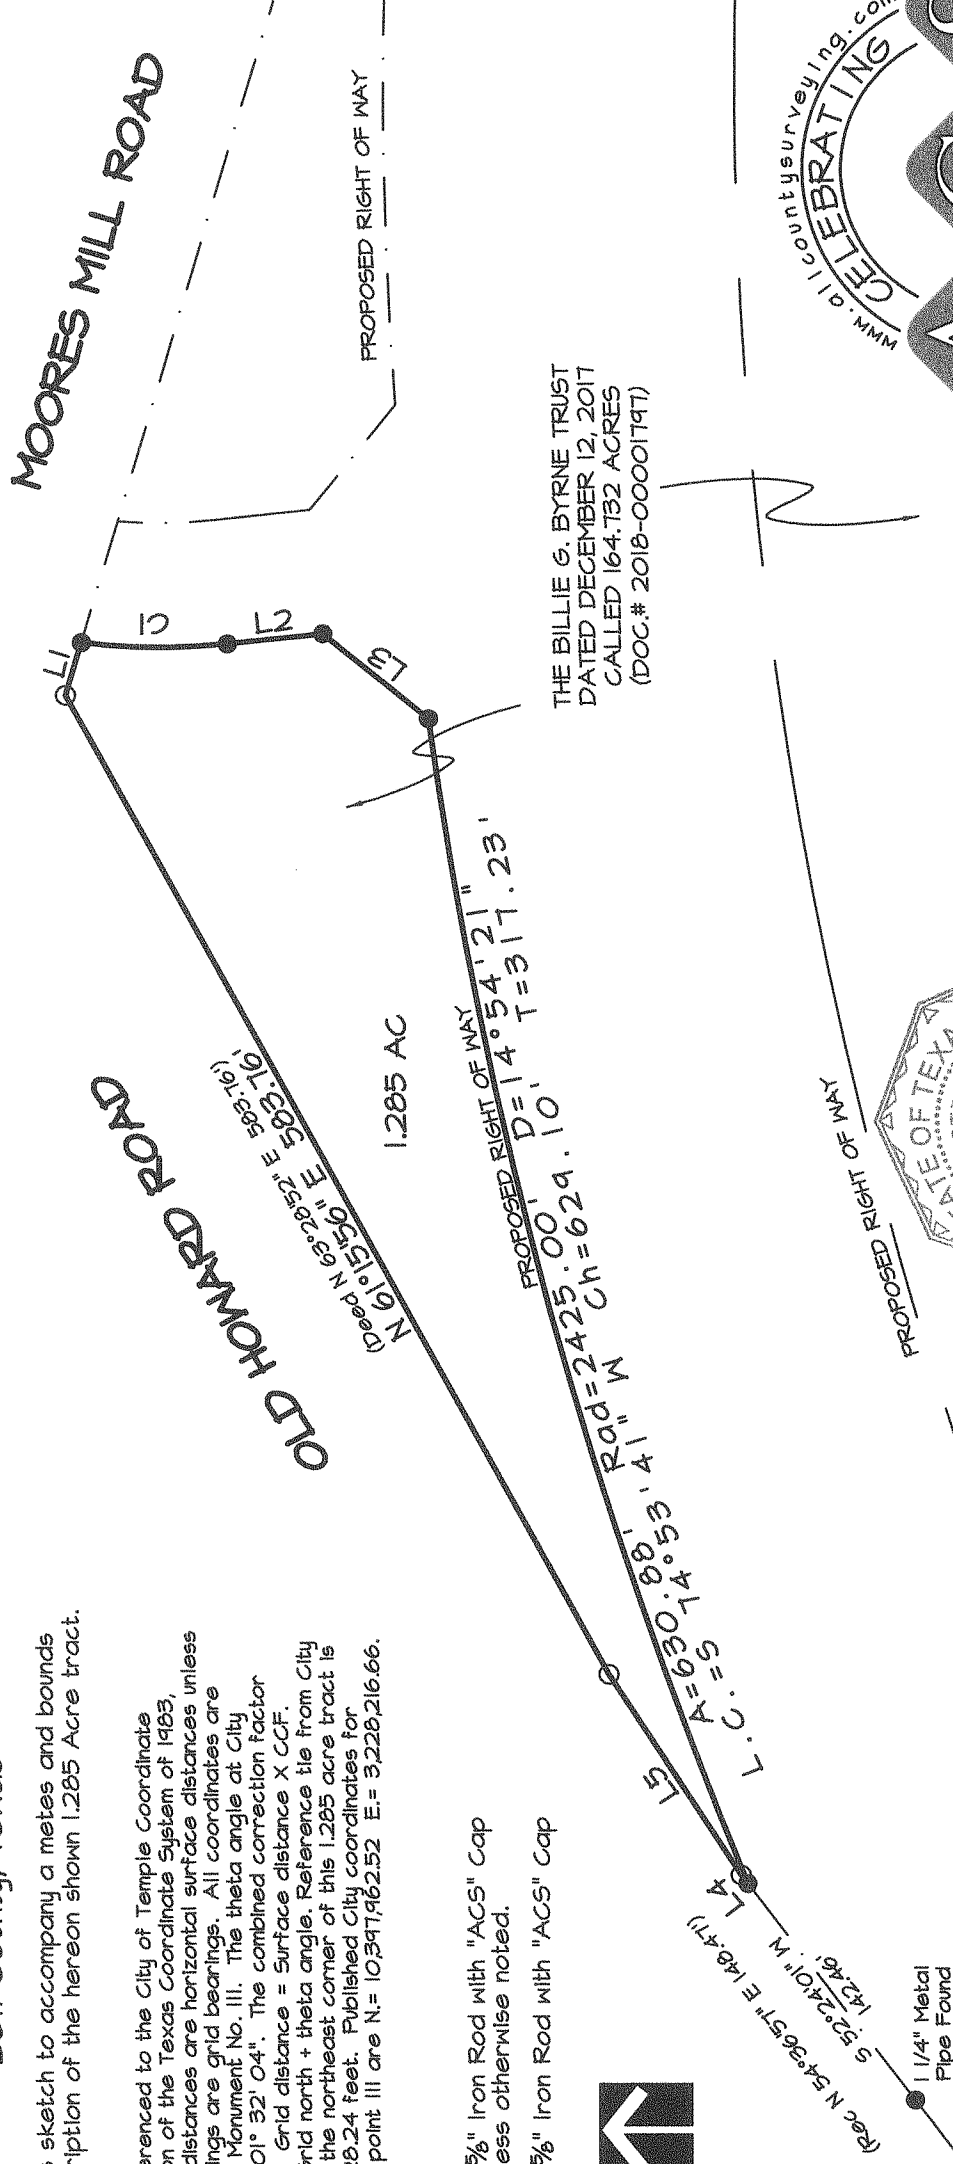 MOORES MILL ROAD
PROPOSED RIGHT OF WAY
www.allcountysurveying.com
CELEBRATING
L1
C1
L2
L3
THE BILLIE G. BYRNE TRUST
DATED DECEMBER 12, 2017
CALLED 164.732 ACRES
(DOC.# 2018-00001797)
OLD HOWARD ROAD
(Deed N 63°28'52" E 583.76')
N 61°15'56" E 583.76'
1.285 AC
PROPOSED RIGHT OF WAY
A=630.88' Rad=2425.00' D=14°54'21"
L.C.=S 74°53'41" W Ch=629.10' T=317.23'
PROPOSED RIGHT OF WAY
ATE OF TEXA
L5
L4
(Rec N 54°36'57" E 148.47')
S 52°24'01" W
142.46'
1 1/4" Metal
Pipe Found
sketch to accompany a metes and bounds
ription of the hereon shown 1.285 Acre tract.
erenced to the City of Temple Coordinate
n of the Texas Coordinate System of 1983,
distances are horizontal surface distances unless
ngs are grid bearings. All coordinates are
Monument No. 111. The theta angle at City
01° 32' 04". The combined correction factor
Grid distance = Surface distance X CCF.
rid north + theta angle. Reference tie from City
the northeast corner of this 1.285 acre tract is
8.24 feet. Published City coordinates for
point 111 are N.= 10,397,962.52 E.= 3,228,216.66.
5/8" Iron Rod with "ACS" Cap
ess otherwise noted.
5/8" Iron Rod with "ACS" Cap